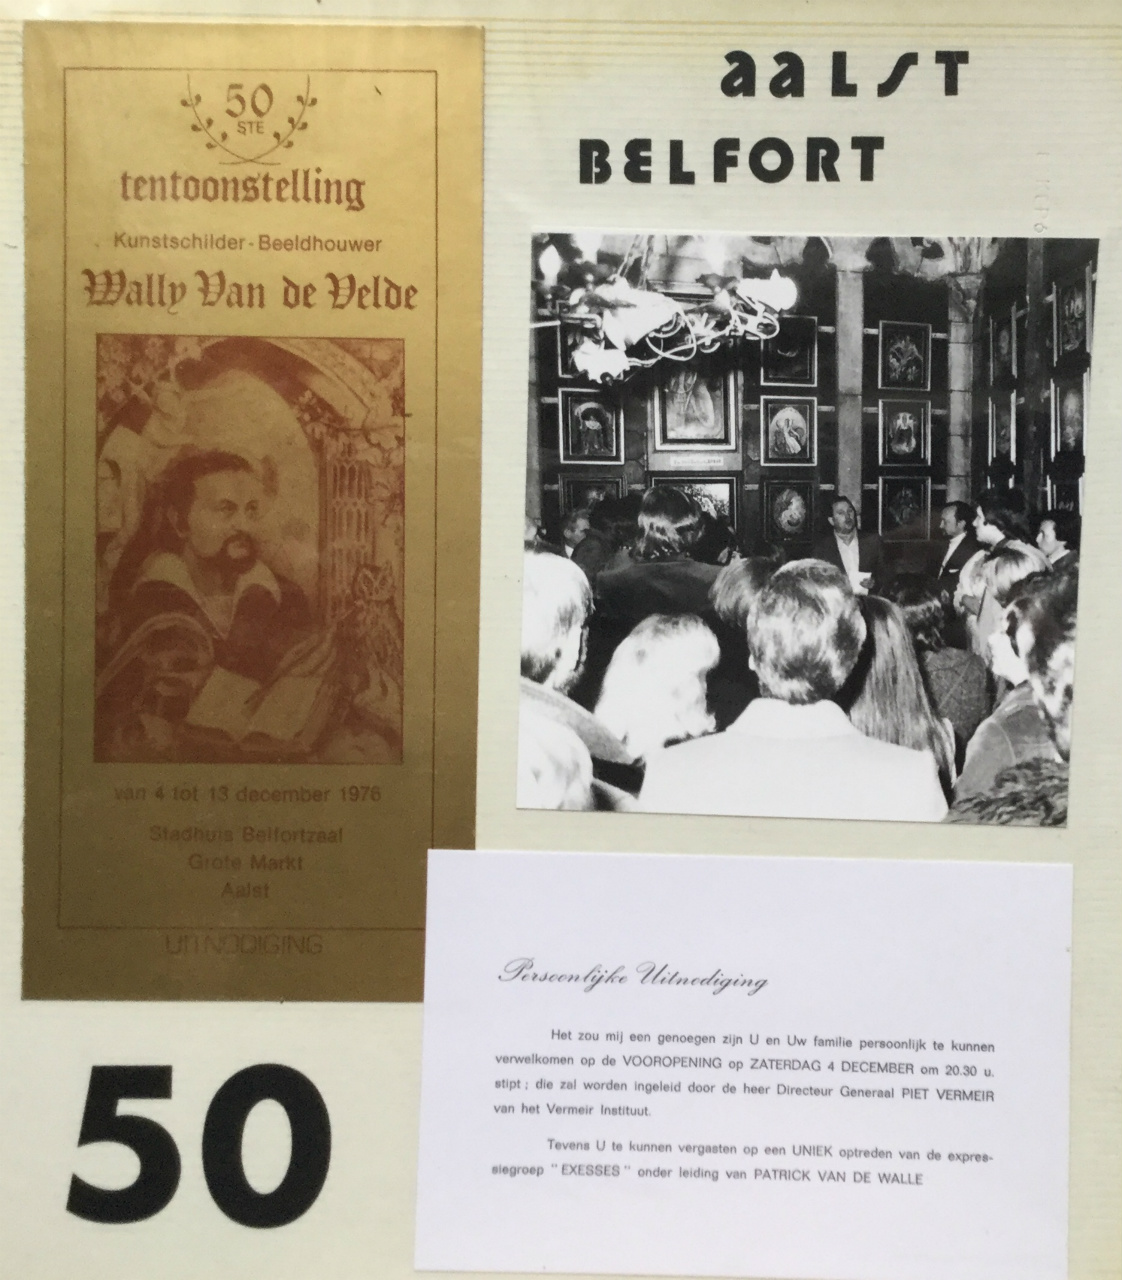 50
STE
tentoonstelling
Kunstschilder - Beeldhouwer
Wally Van de Velde
van 4 tot 13 december 1976
Stadhuis Belfortzaal
Grote Markt
Aalst
UITNODIGING
aaLST
BELFORT
Persoonlijke Uitnodiging
Het zou mij een genoegen zijn U en Uw familie persoonlijk te kunnen
verwelkomen op de VOOROPENING op ZATERDAG 4 DECEMBER om 20.30 u.
stipt ; die zal worden ingeleid door de heer Directeur Generaal PIET VERMEIR
van het Vermeir Instituut.
Tevens U te kunnen vergasten op een UNIEK optreden van de expres-
siegroep " EXESSES " onder leiding van PATRICK VAN DE WALLE
50